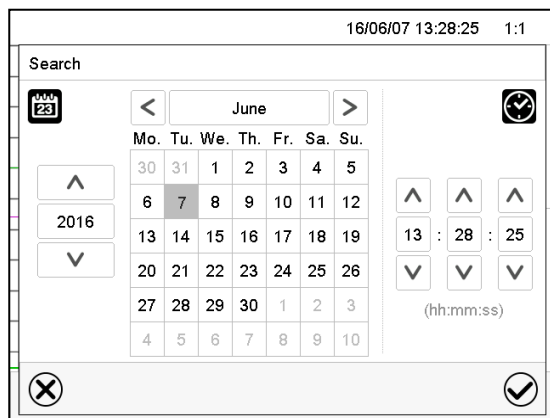 16/06/07 13:28:25 1:1
Search
23
< June >
Mo. Tu. We. Th. Fr. Sa. Su.
30 31 1 2 3 4 5
6 7 8 9 10 11 12
2016
13 14 15 16 17 18 19
13 : 28 : 25
20 21 22 23 24 25 26
27 28 29 30 1 2 3
(hh:mm:ss)
4 5 6 7 8 9 10